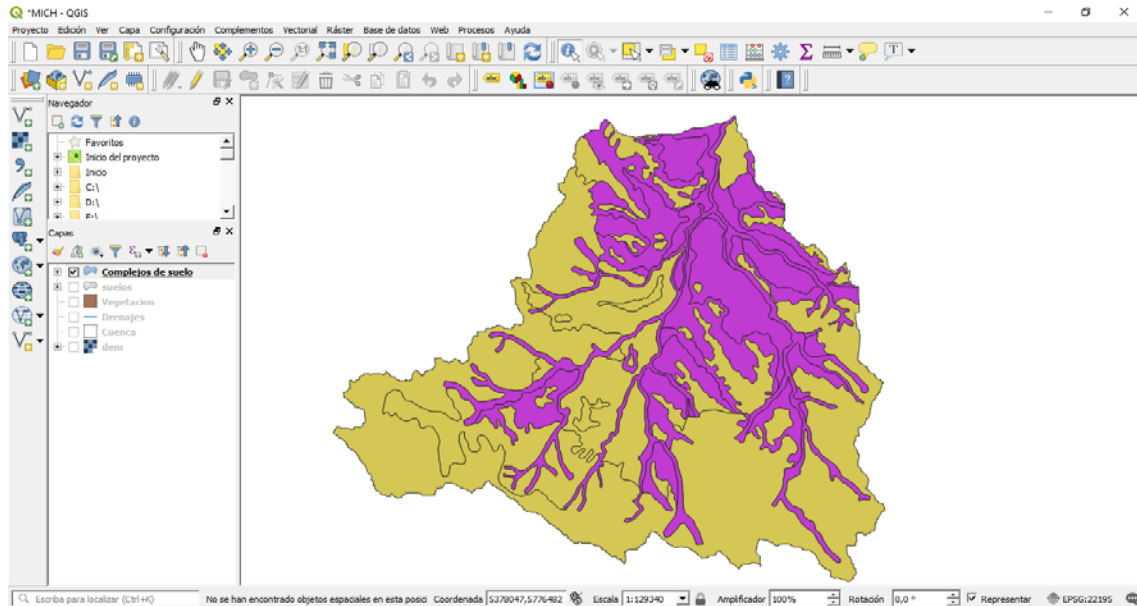 *MICH - QGIS
Proyecto Edición Ver Capa Configuración Complementos Vectorial Ráster Base de datos Web Procesos Ayuda
Navegador
Favoritos
Inicio del proyecto
Inicio
C:\
D:\
E:\
Capas
Complejos de suelo
suelos
Vegetacion
Drenajes
Cuenca
dem
Escriba para localizar (Ctrl+K) No se han encontrado objetos espaciales en esta posici Coordenada 5378047,5776482 Escala 1:129340 Amplificador 100% Rotación 0,0 ° Representar EPSG:22195